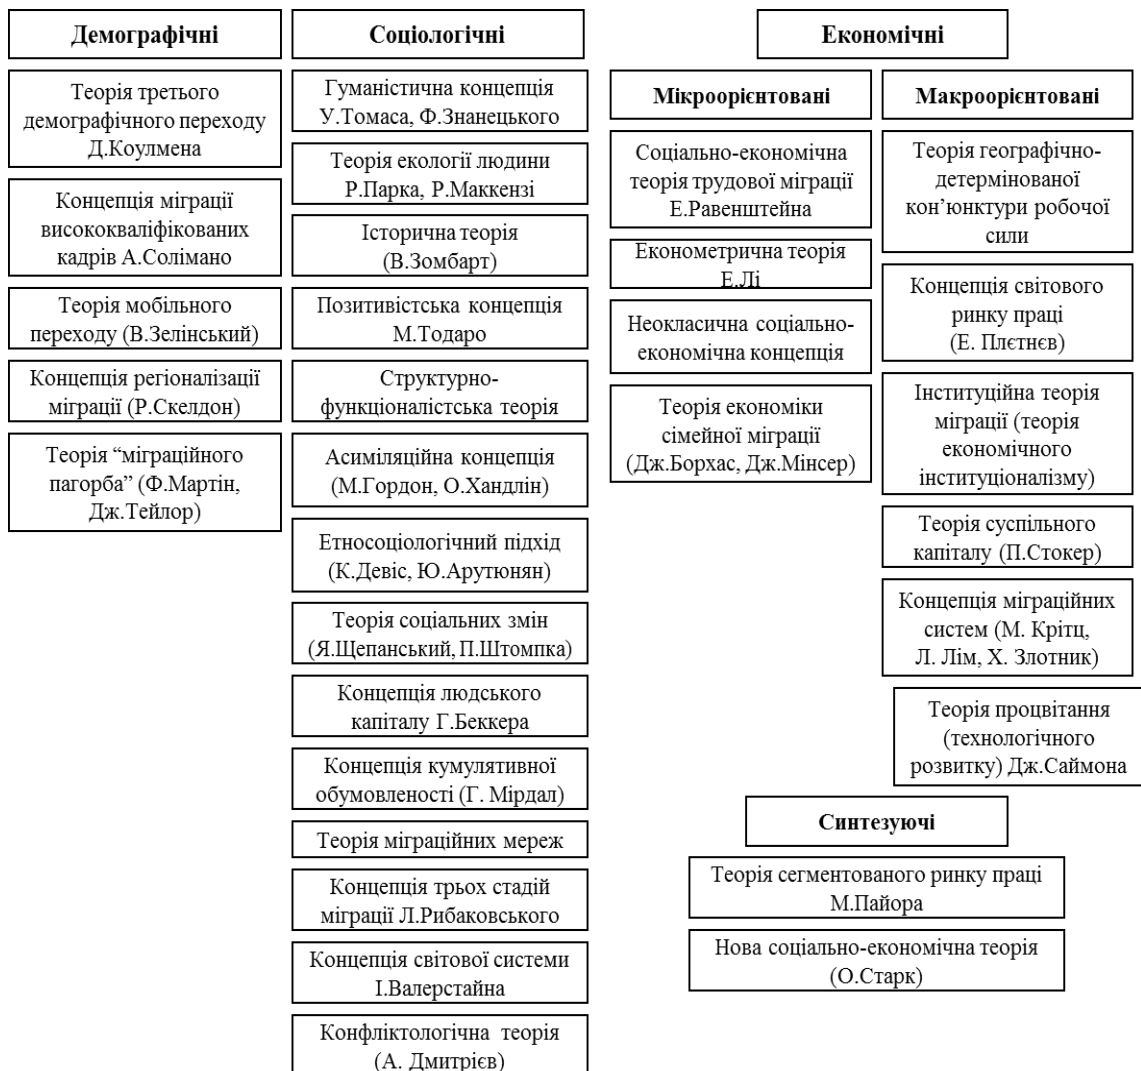 Демографічні
Теорія третього
демографічного переходу
Д.Коулмена
Концепція міграції
висококваліфікованих
кадрів А.Солімано
Теорія мобільного
переходу (В.Зелінський)
Концепція регіоналізації
міграції (Р.Скелдон)
Теорія “міграційного
пагорба” (Ф.Мартін,
Дж.Тейлор)
Соціологічні
Гуманістична концепція
У.Томаса, Ф.Знанецького
Теорія екології людини
Р.Парка, Р.Маккензі
Історична теорія
(В.Зомбарт)
Позитивістська концепція
М.Тодаро
Структурно-
функціоналістська теорія
Асиміляційна концепція
(М.Гордон, О.Хандлін)
Етносоціологічний підхід
(К.Девіс, Ю.Арутюнян)
Теорія соціальних змін
(Я.Щепанський, П.Штомпка)
Концепція людського
капіталу Г.Беккера
Концепція кумулятивної
обумовленості (Г. Мірдал)
Теорія міграційних мереж
Концепція трьох стадій
міграції Л.Рибаковського
Концепція світової системи
І.Валерстайна
Конфліктологічна теорія
(А. Дмитрієв)
Економічні
Мікроорієнтовані
Соціально-економічна
теорія трудової міграції
Е.Равенштейна
Економетрична теорія
Е.Лі
Неокласична соціально-
економічна концепція
Теорія економіки
сімейної міграції
(Дж.Борхас, Дж.Мінсер)
Макроорієнтовані
Теорія географічно-
детермінованої
кон’юнктури робочої
сили
Концепція світового
ринку праці
(Е. Плєтнєв)
Інституційна теорія
міграції (теорія
економічного
інституціоналізму)
Теорія суспільного
капіталу (П.Стокер)
Концепція міграційних
систем (М. Крітц,
Л. Лім, Х. Злотник)
Теорія процвітання
(технологічного
розвитку) Дж.Саймона
Синтезуючі
Теорія сегментованого ринку праці
М.Пайора
Нова соціально-економічна теорія
(О.Старк)